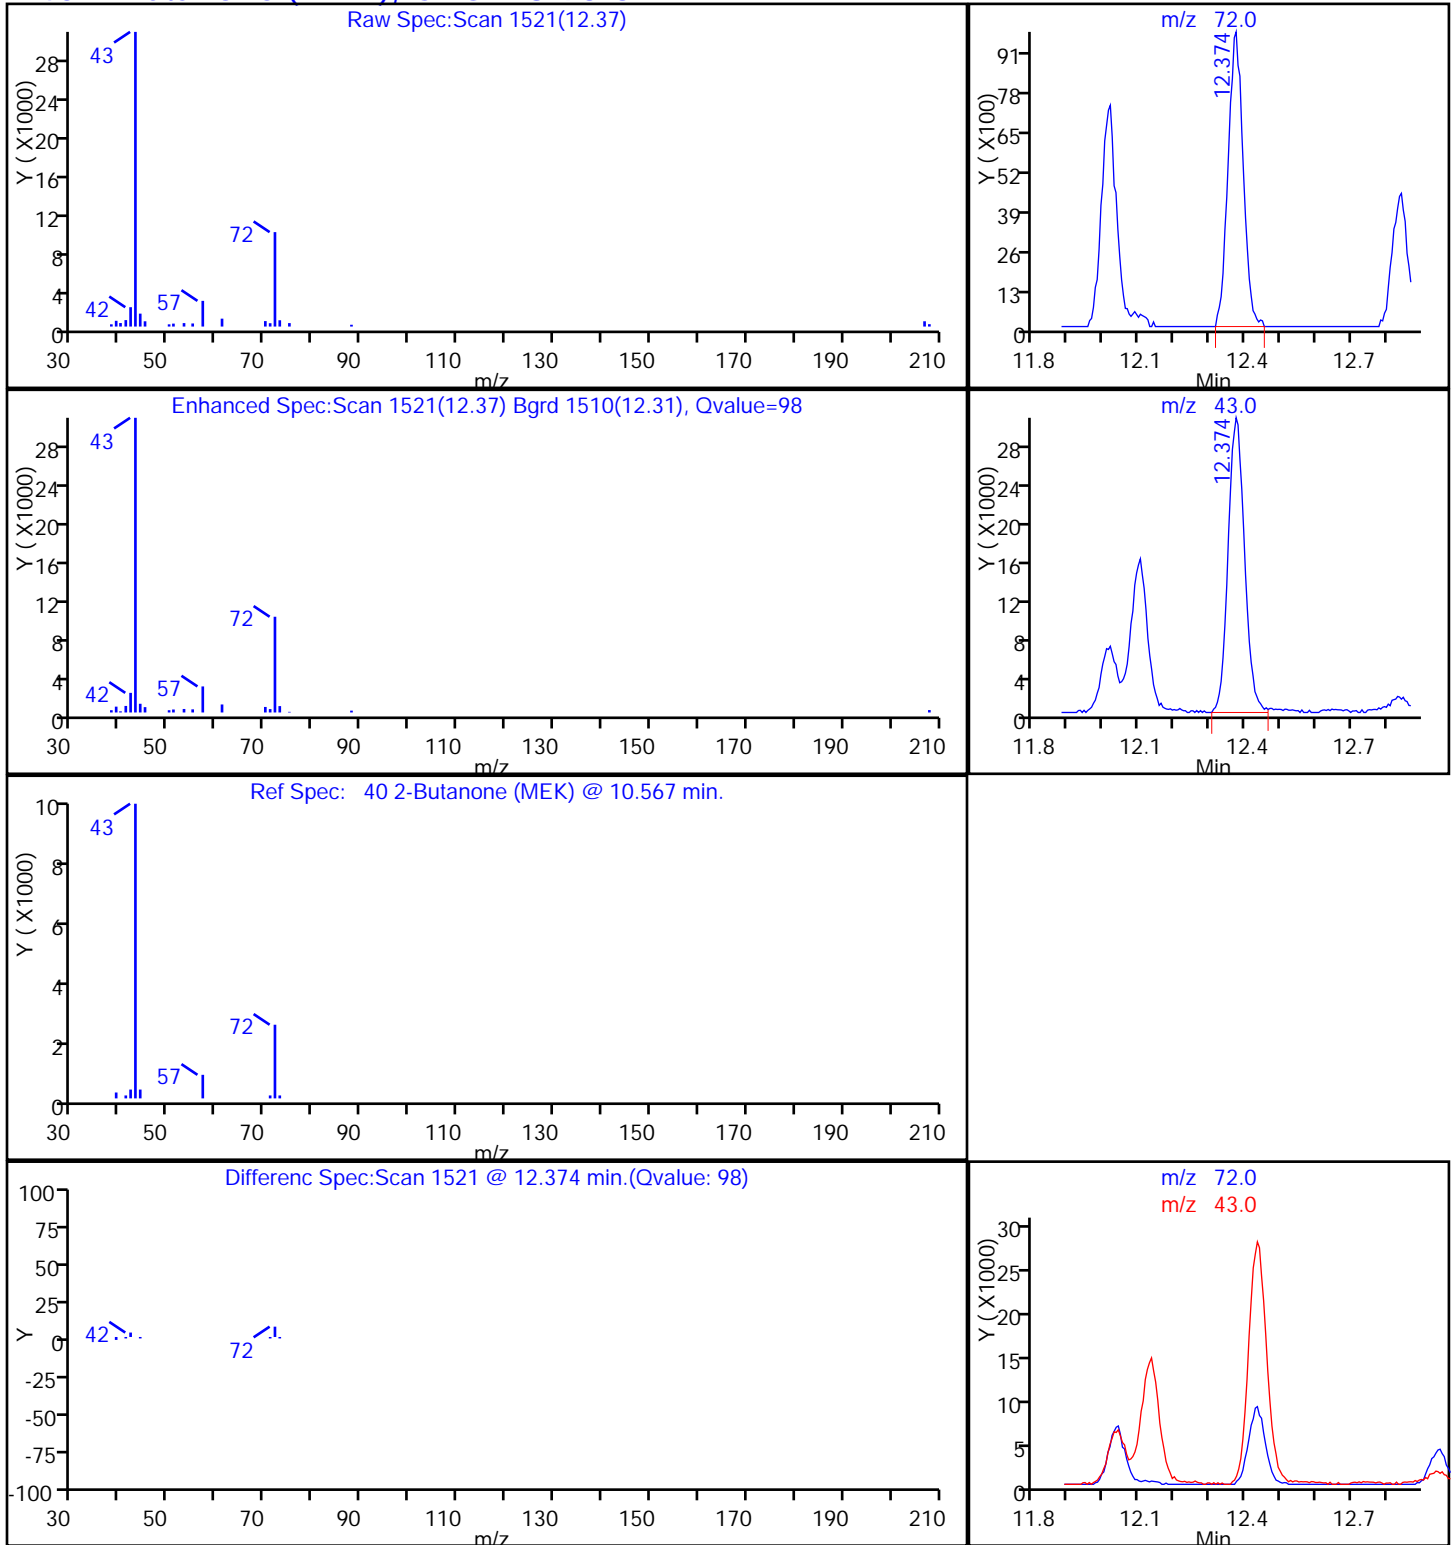 Raw Spec:Scan 1521(12.37)
Y ( X1000)
28
24
20
16
12
8
4
0
43
42
57
72
30 50 70 90 110 130 150 170 190 210
m/z
m/z 72.0
Y ( X100)
91
78
65
52
39
26
13
0
12.374
11.8 12.1 12.4 12.7
Min
Enhanced Spec:Scan 1521(12.37) Bgrd 1510(12.31), Qvalue=98
Y ( X1000)
28
24
20
16
12
8
4
0
43
42
57
72
30 50 70 90 110 130 150 170 190 210
m/z
m/z 43.0
Y ( X1000)
28
24
20
16
12
8
4
0
12.374
11.8 12.1 12.4 12.7
Min
Ref Spec: 40 2-Butanone (MEK) @ 10.567 min.
Y ( X1000)
10
8
6
4
2
0
43
57
72
30 50 70 90 110 130 150 170 190 210
m/z
Differenc Spec:Scan 1521 @ 12.374 min.(Qvalue: 98)
Y
100
75
50
25
0
-25
-50
-75
-100
42
72
30 50 70 90 110 130 150 170 190 210
m/z
m/z 72.0
m/z 43.0
Y ( X1000)
30
25
20
15
10
5
0
11.8 12.1 12.4 12.7
Min